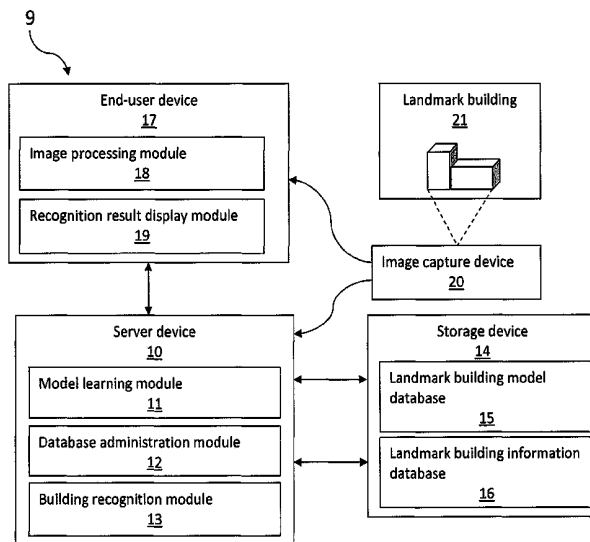 9
End-user device
17
Image processing module
18
Recognition result display module
19
Landmark building
21
Image capture device
20
Server device
10
Model learning module
11
Database administration module
12
Building recognition module
13
Storage device
14
Landmark building model
database
15
Landmark building information
database
16